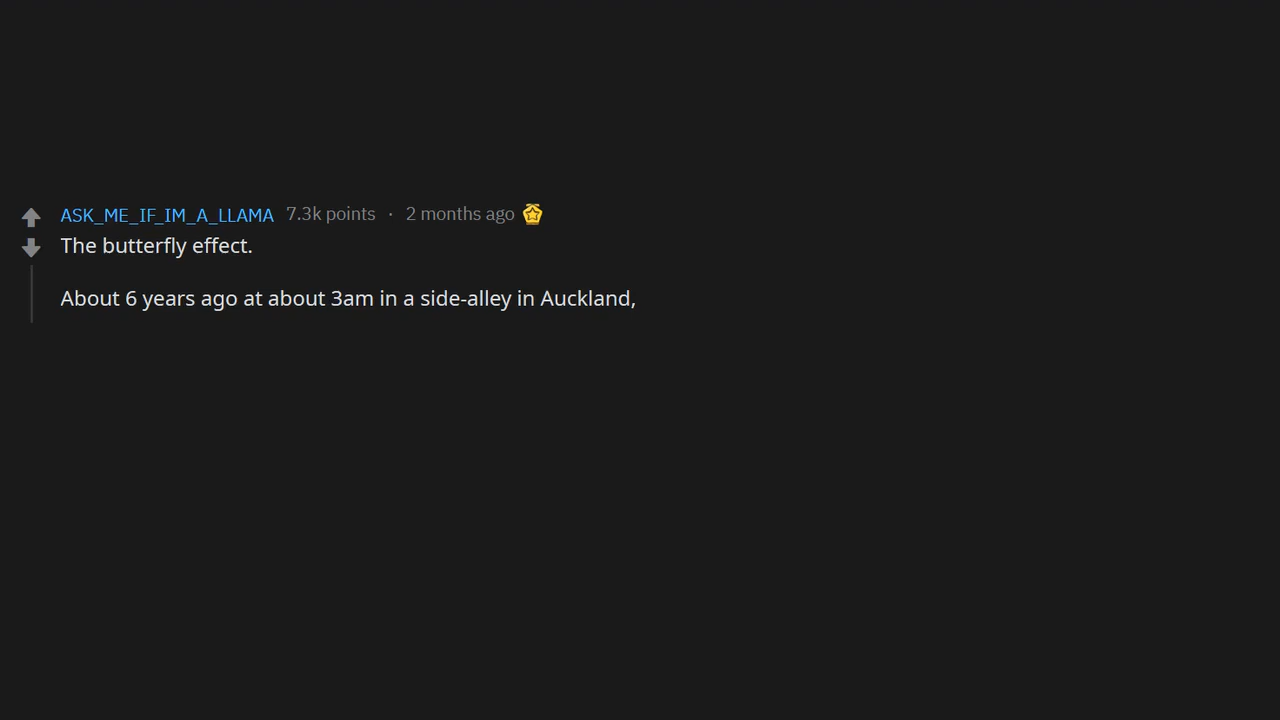 ASK_ME_IF_IM_A_LLAMA 7.3k points · 2 months ago
The butterfly effect.
About 6 years ago at about 3am in a side-alley in Auckland,